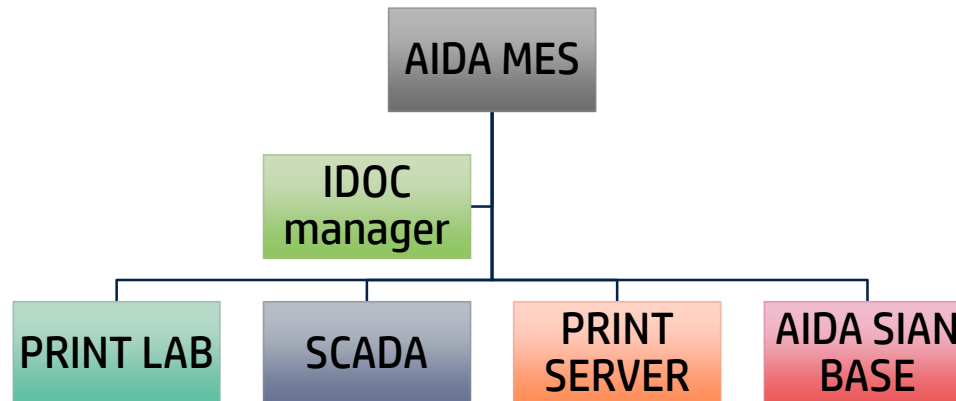 AIDA MES
IDOC
manager
PRINT LAB
SCADA
PRINT
SERVER
AIDA SIAN
BASE